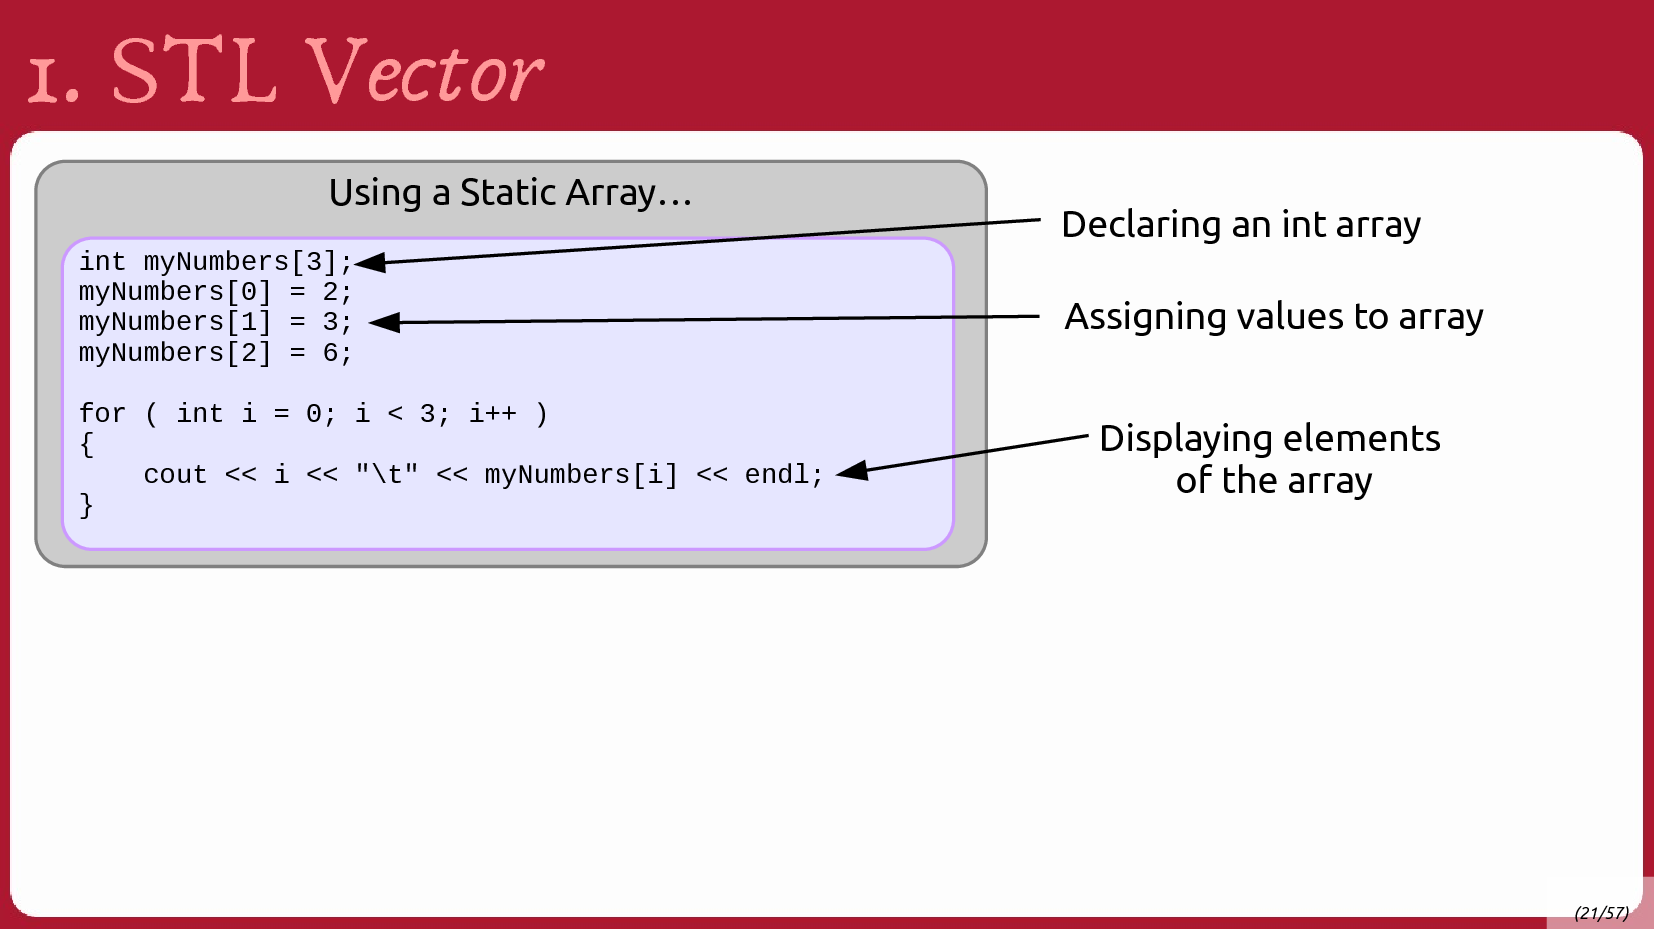 1. STL Vector
Using a Static Array…
int myNumbers[3];
myNumbers[0] = 2;
myNumbers[1] = 3;
myNumbers[2] = 6;
for ( int i = 0; i < 3; i++ )
{
    cout << i << "\t" << myNumbers[i] << endl;
}
Declaring an int array
Assigning values to array
Displaying elements
of the array
(21/57)